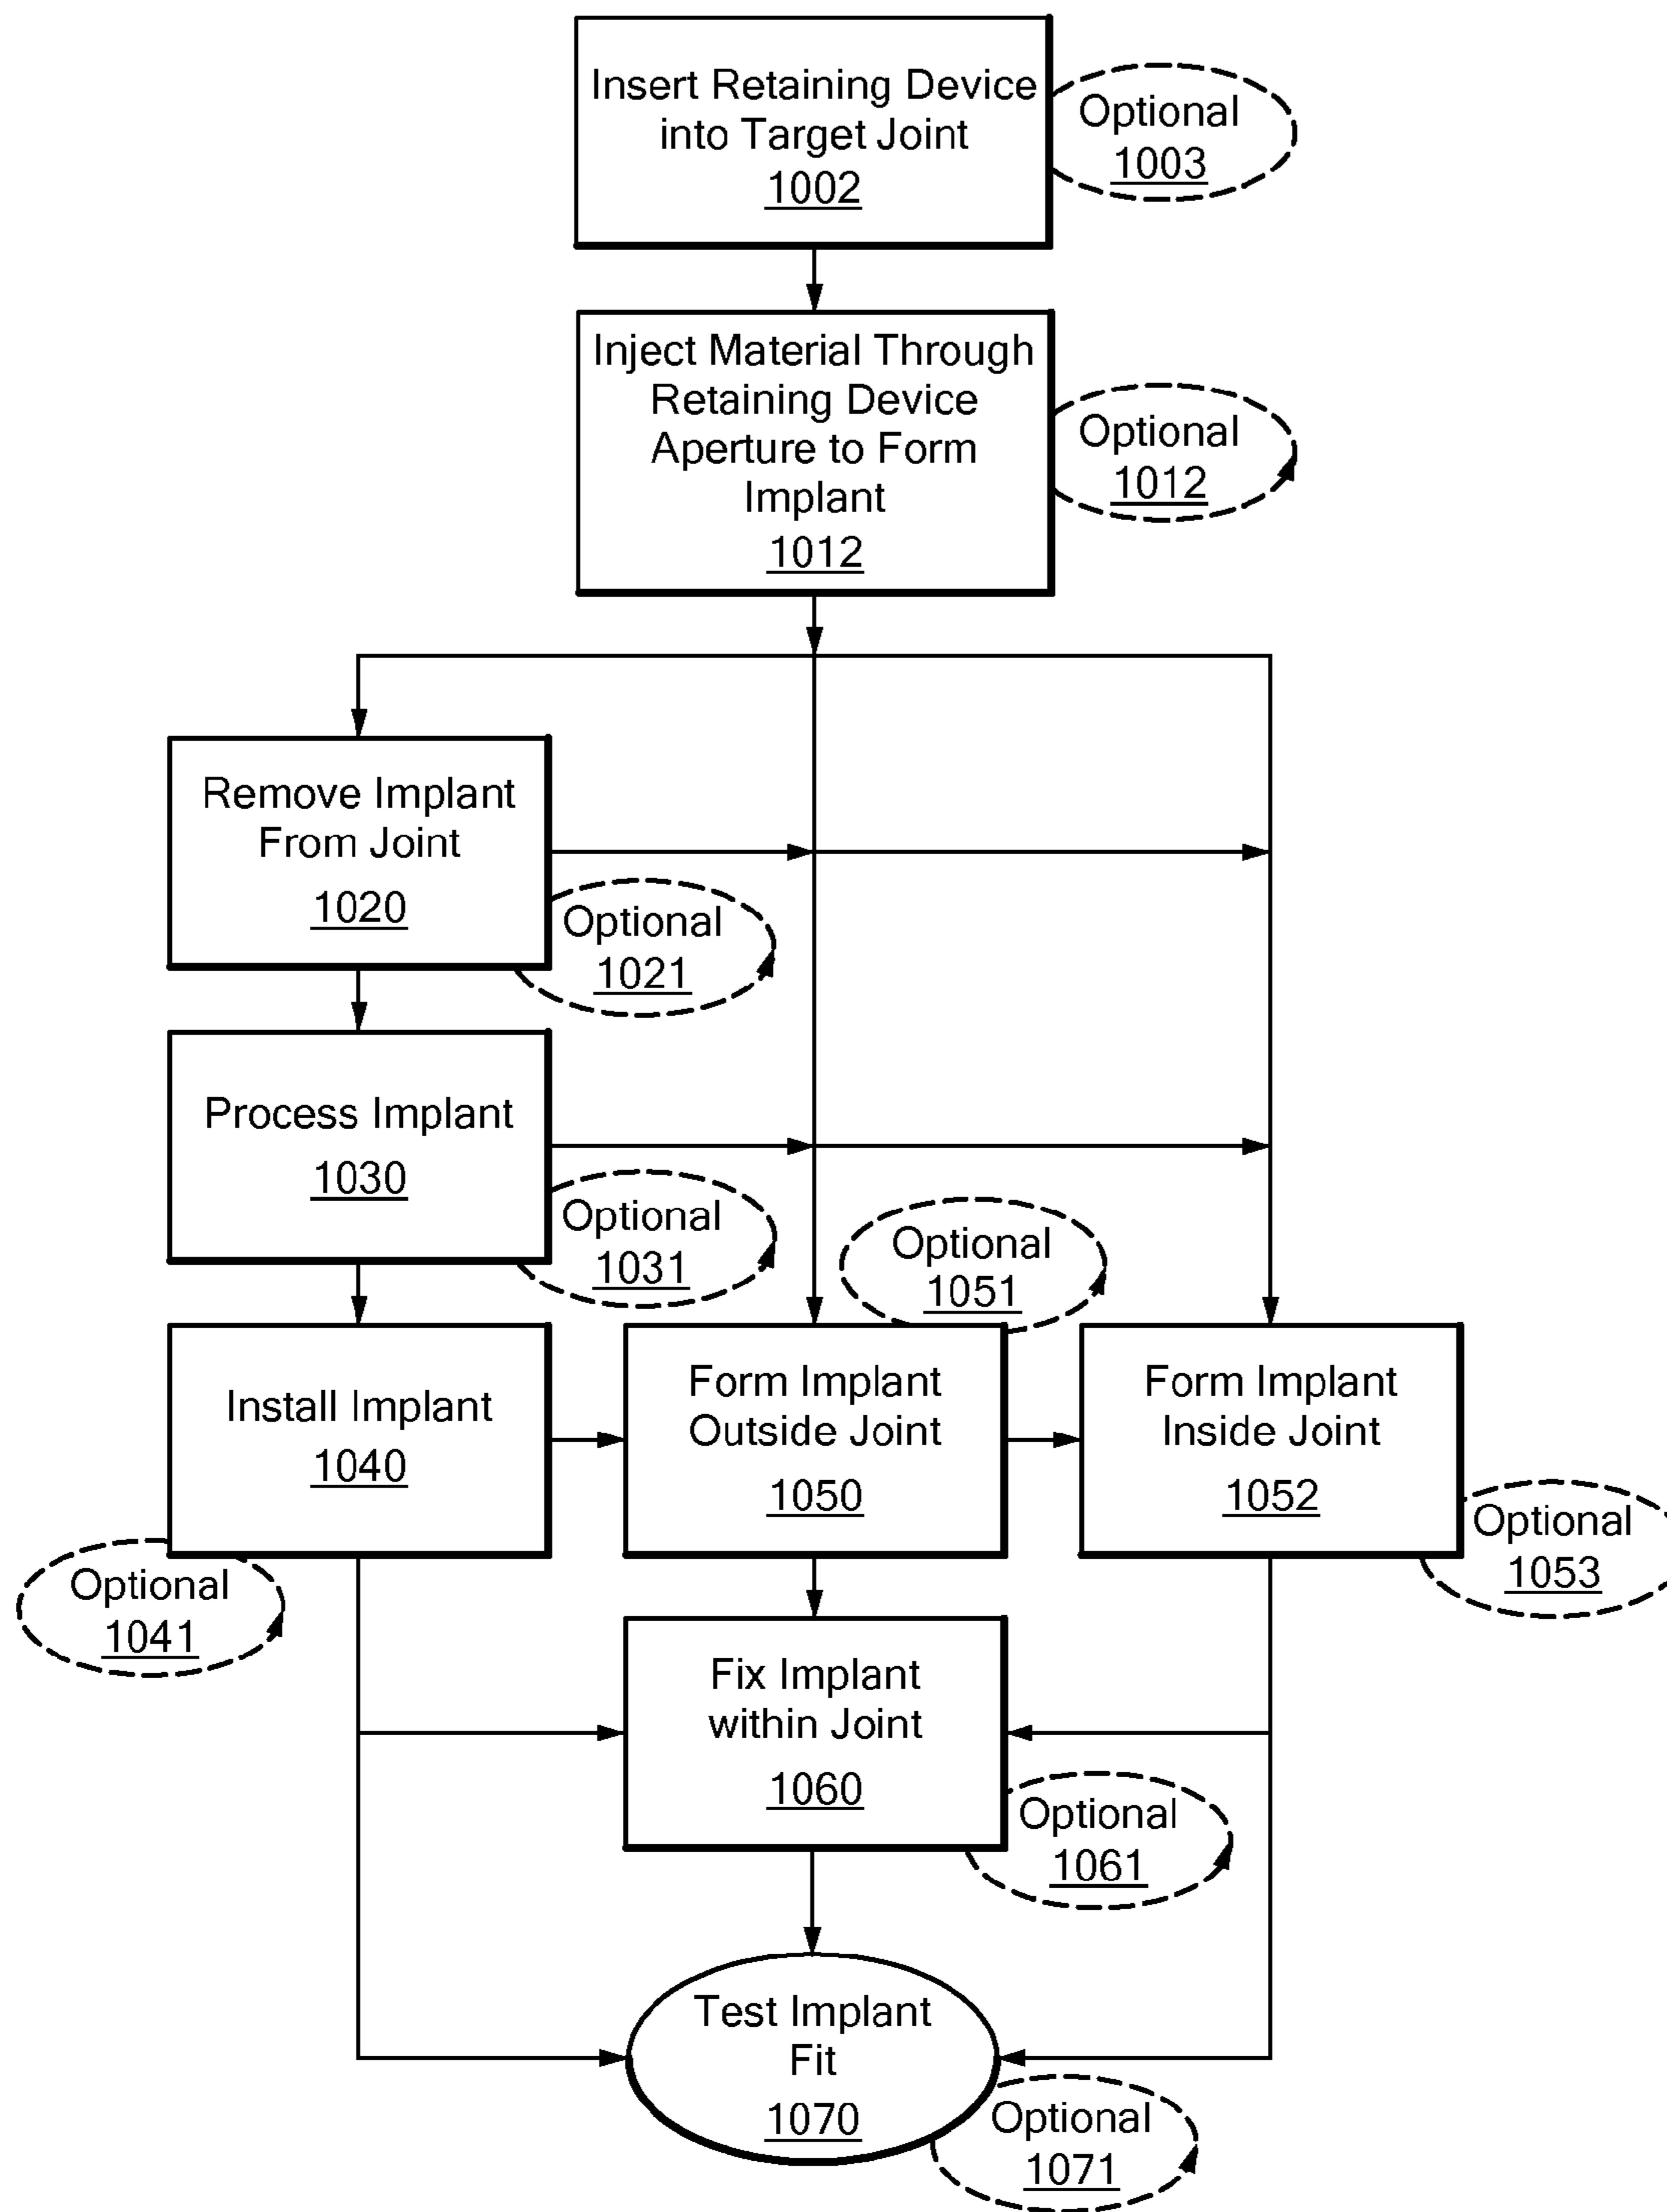 Insert Retaining Device
into Target Joint
1002
Optional
1003
Inject Material Through
Retaining Device
Aperture to Form
Implant
1012
Optional
1012
Remove Implant
From Joint
1020
Optional
1021
Process Implant
1030
Optional
1031
Optional
1051
Install Implant
1040
Optional
1041
Form Implant
Outside Joint
1050
Form Implant
Inside Joint
1052
Optional
1053
Fix Implant
within Joint
1060
Optional
1061
Test Implant
Fit
1070
Optional
1071